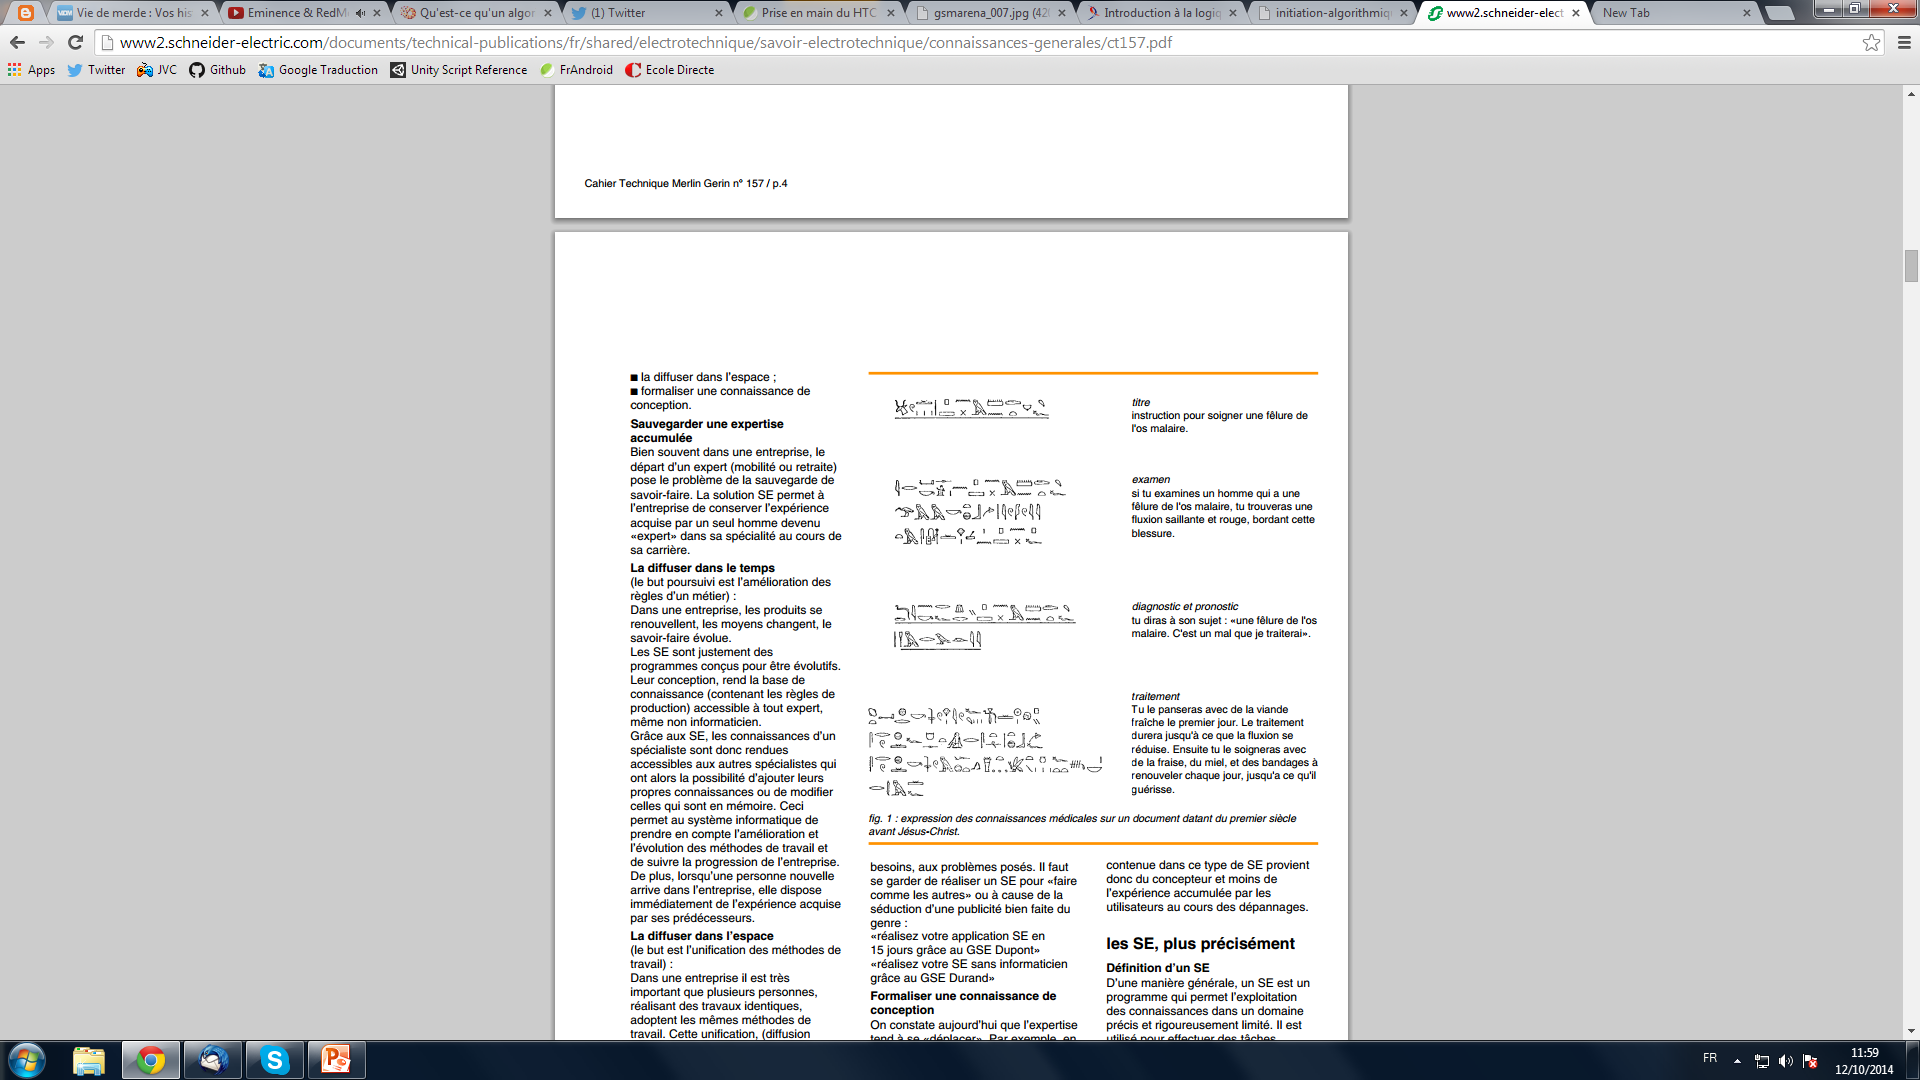 Vie de merde : Vos his
Eminence & RedM
Qu'est-ce qu'un algor
(1) Twitter
Prise en main du HTC
gsmarena_007.jpg (42
Introduction à la logiq
initiation-algorithmiq
www2.schneider-elect
New Tab
www2.schneider-electric.com/documents/technical-publications/fr/shared/electrotechnique/savoir-electrotechnique/connaissances-generales/ct157.pdf
Apps
Twitter
JVC
Github
Google Traduction
Unity Script Reference
FrAndroid
Ecole Directe
Cahier Technique Merlin Gerin n° 157 / p.4
■ la diffuser dans l'espace ;
■ formaliser une connaissance de
conception.
Sauvegarder une expertise
accumulée
Bien souvent dans une entreprise, le
départ d'un expert (mobilité ou retraite)
pose le problème de la sauvegarde de
savoir-faire. La solution SE permet à
l'entreprise de conserver l'expérience
acquise par un seul homme devenu
«expert» dans sa spécialité au cours de
sa carrière.
La diffuser dans le temps
(le but poursuivi est l'amélioration des
règles d'un métier) :
Dans une entreprise, les produits se
renouvellent, les moyens changent, le
savoir-faire évolue.
Les SE sont justement des
programmes conçus pour être évolutifs.
Leur conception, rend la base de
connaissance (contenant les règles de
production) accessible à tout expert,
même non informaticien.
Grâce aux SE, les connaissances d'un
spécialiste sont donc rendues
accessibles aux autres spécialistes qui
ont alors la possibilité d'ajouter leurs
propres connaissances ou de modifier
celles qui sont en mémoire. Ceci
permet au système informatique de
prendre en compte l'amélioration et
l'évolution des méthodes de travail et
de suivre la progression de l'entreprise.
De plus, lorsqu'une personne nouvelle
arrive dans l'entreprise, elle dispose
immédiatement de l'expérience acquise
par ses prédécesseurs.
La diffuser dans l'espace
(le but est l'unification des méthodes de
travail) :
Dans une entreprise il est très
important que plusieurs personnes,
réalisant des travaux identiques,
adoptent les mêmes méthodes de
travail. Cette unification, (diffusion
titre
instruction pour soigner une fêlure de
l'os malaire.
examen
si tu examines un homme qui a une
fêlure de l'os malaire, tu trouveras une
fluxion saillante et rouge, bordant cette
blessure.
diagnostic et pronostic
tu diras à son sujet : «une fêlure de l'os
malaire. C'est un mal que je traiterai».
traitement
Tu le panseras avec de la viande
fraîche le premier jour. Le traitement
durera jusqu'à ce que la fluxion se
réduise. Ensuite tu le soigneras avec
de la fraise, du miel, et des bandages à
renouveler chaque jour, jusqu'a ce qu'il
guérisse.
fig. 1 : expression des connaissances médicales sur un document datant du premier siècle
avant Jésus-Christ.
besoins, aux problèmes posés. Il faut
se garder de réaliser un SE pour «faire
comme les autres» ou à cause de la
séduction d'une publicité bien faite du
genre :
«réalisez votre application SE en
15 jours grâce au GSE Dupont»
«réalisez votre SE sans informaticien
grâce au GSE Durand»
Formaliser une connaissance de
conception
On constate aujourd'hui que l'expertise
tend à se «déplacer». Par exemple, en
contenue dans ce type de SE provient
donc du concepteur et moins de
l'expérience accumulée par les
utilisateurs au cours des dépannages.
les SE, plus précisément
Définition d'un SE
D'une manière générale, un SE est un
programme qui permet l'exploitation
des connaissances dans un domaine
précis et rigoureusement limité. Il est
utilisé pour effectuer des tâches
FR
11:59
12/10/2014